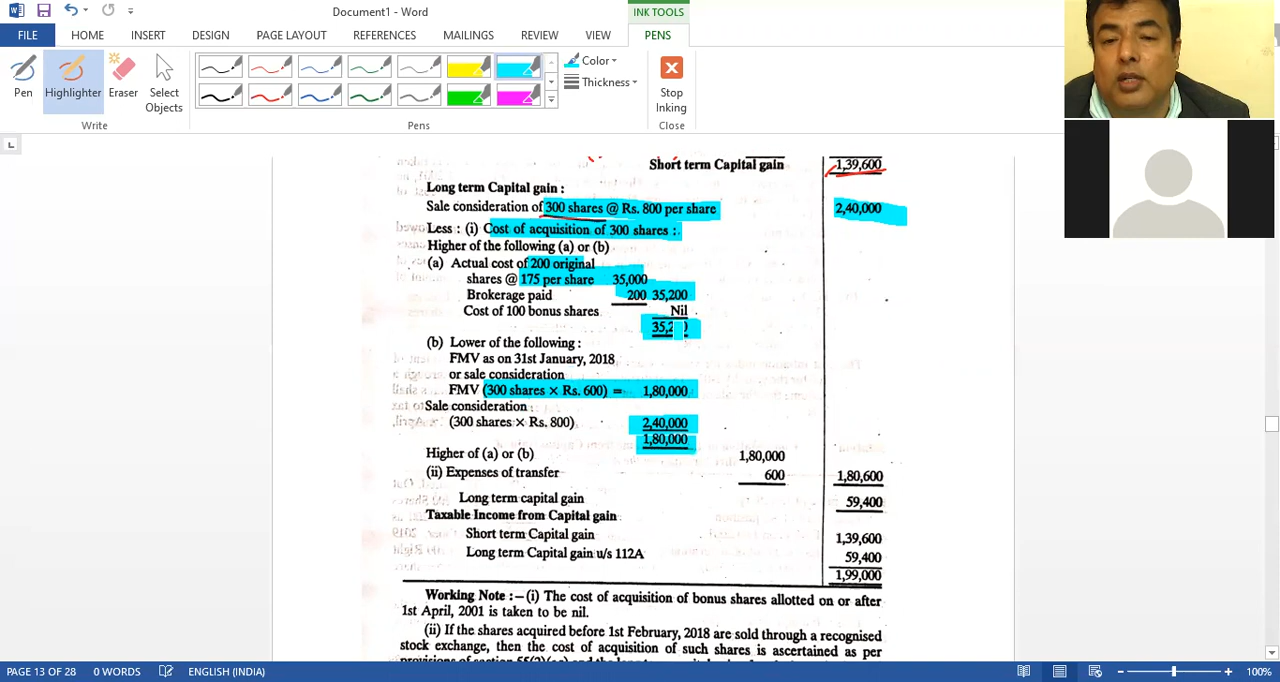 Document1 - Word
INK TOOLS
FILE
HOME
INSERT
DESIGN
PAGE LAYOUT
REFERENCES
MAILINGS
REVIEW
VIEW
PENS
Pen
Highlighter
Eraser
Select
Objects
Color
Thickness
Stop
Inking
Write
Pens
Close
Short term Capital gain 1,39,600
Long term Capital gain :
Sale consideration of 300 shares @ Rs. 800 per share 2,40,000
Less : (i) Cost of acquisition of 300 shares :
Higher of the following (a) or (b)
(a) Actual cost of 200 original
shares @ 175 per share 35,000
Brokerage paid 200 35,200
Cost of 100 bonus shares Nil
(b) Lower of the following :
FMV as on 31st January, 2018
or sale consideration
FMV (300 shares × Rs. 600) = 1,80,000
Sale consideration :
(300 shares × Rs. 800) 2,40,000
1,80,000
Higher of (a) or (b) 1,80,000
(ii) Expenses of transfer 600 1,80,600
Long term capital gain 59,400
Taxable Income from Capital gain
Short term Capital gain 1,39,600
Long term Capital gain u/s 112A 59,400
1,99,000
Working Note :– (i) The cost of acquisition of bonus shares allotted on or after
1st April, 2001 is taken to be nil.
(ii) If the shares acquired before 1st February, 2018 are sold through a recognised
stock exchange, then the cost of acquisition of such shares is ascertained as per
PAGE 13 OF 28
0 WORDS
ENGLISH (INDIA)
100%